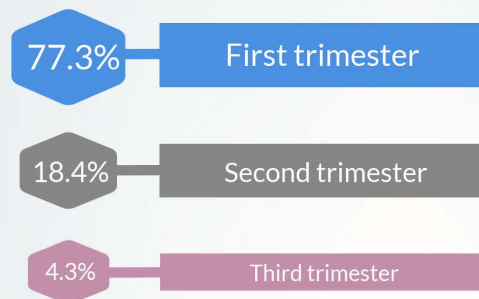 77.3% First trimester
18.4% Second trimester
4.3% Third trimester